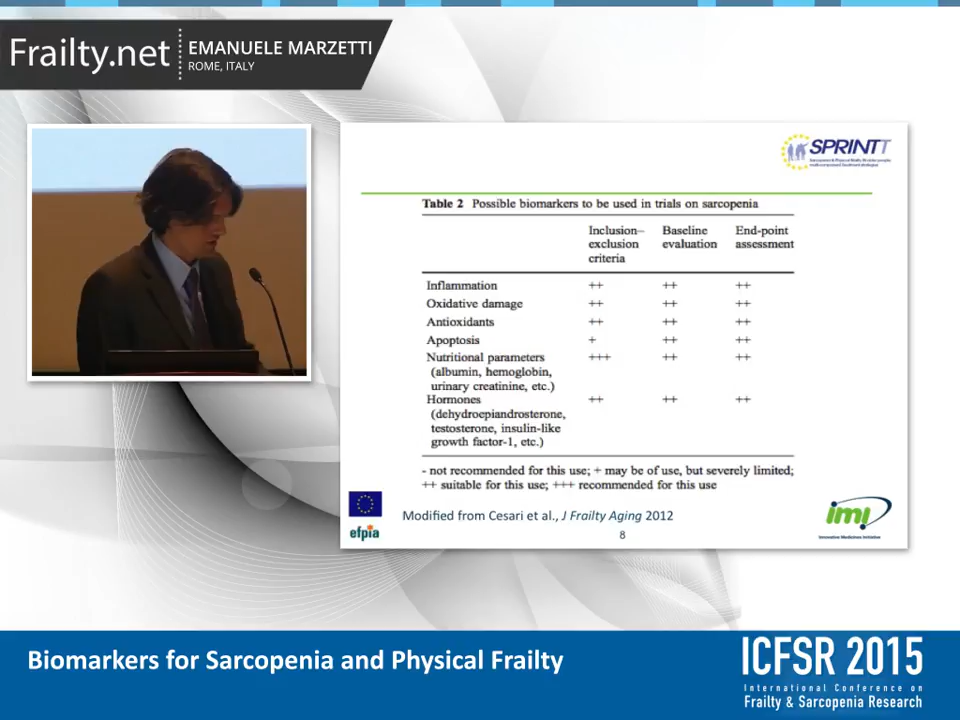 Frailty.net
EMANUELE MARZETTI
ROME, ITALY
SPRINTT
Table 2 Possible biomarkers to be used in trials on sarcopenia
Inclusion–exclusion criteria Baseline evaluation End-point assessment
Inflammation ++ ++ ++
Oxidative damage ++ ++ ++
Antioxidants ++ ++ ++
Apoptosis + ++ ++
Nutritional parameters +++ ++ ++
(albumin, hemoglobin,
urinary creatinine, etc.)
Hormones ++ ++ ++
(dehydroepiandrosterone,
testosterone, insulin-like
growth factor-1, etc.)
- not recommended for this use; + may be of use, but severely limited;
++ suitable for this use; +++ recommended for this use
Modified from Cesari et al., J Frailty Aging 2012
8
efpia
imi
Innovative Medicines Initiative
Biomarkers for Sarcopenia and Physical Frailty
ICFSR 2015
International Conference on
Frailty & Sarcopenia Research